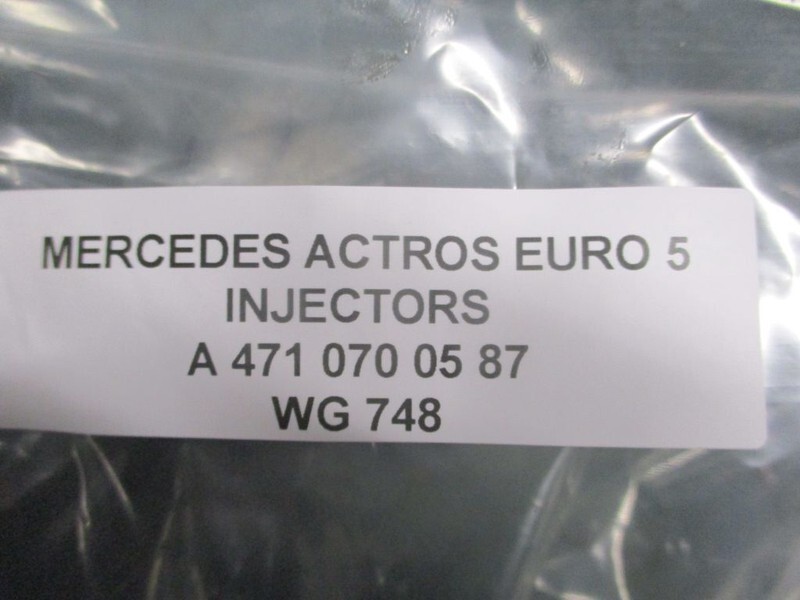 MERCEDES ACTROS EURO 5
INJECTORS
A 471 070 05 87
WG 748